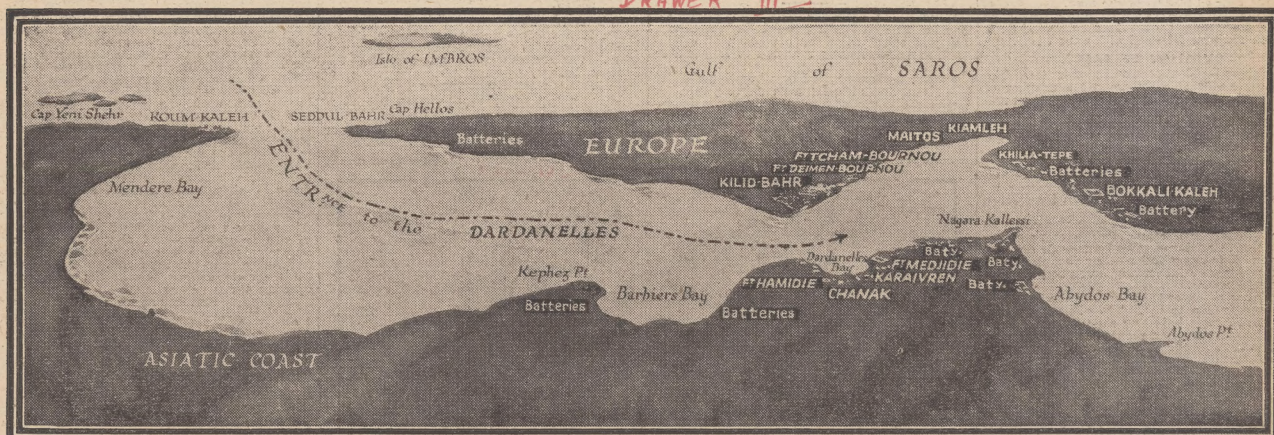 DRAWER III
Isle of IMBROS
Gulf of SAROS
Cap Yeni Shehr
KOUM-KALEH
SEDDUL-BAHR
Cap Hellos
Batteries
EUROPE
MAITOS
KIAMLEH
Ft TCHAM-BOURNOU
Ft DEIMEN-BOURNOU
KILID-BAHR
KHILIA-TEPE
Batteries
BOKKALI-KALEH
Battery
Mendere Bay
ENTRNCE to the DARDANELLES
Nagara Kallessi
Kephez Pt
Batteries
Barbiers Bay
Batteries
Dardanelles
Bay
Ft HAMIDIE
CHANAK
Ft MEDJIDIE
KARAIVREN
Baty.
Baty.
Baty.
Abydos Bay
Abydos Pt
ASIATIC COAST